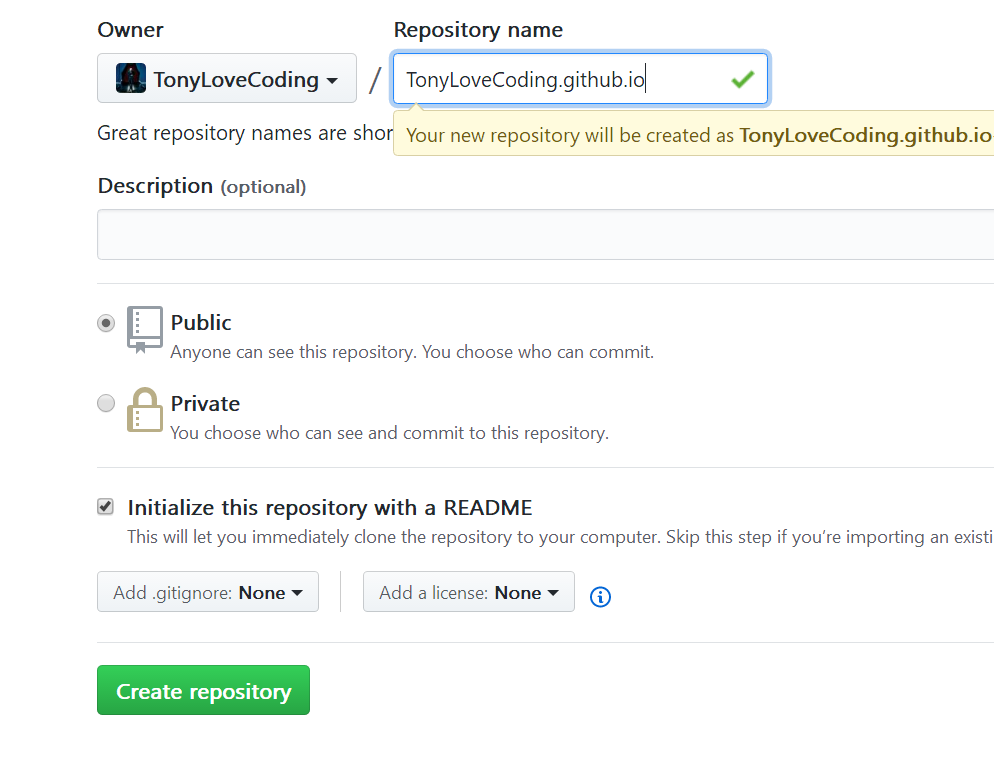 Owner
Repository name
TonyLoveCoding
/
TonyLoveCoding.github.io
Great repository names are shor
Your new repository will be created as TonyLoveCoding.github.io
Description (optional)
Public
Anyone can see this repository. You choose who can commit.
Private
You choose who can see and commit to this repository.
Initialize this repository with a README
This will let you immediately clone the repository to your computer. Skip this step if you’re importing an existi
Add .gitignore: None
Add a license: None
Create repository